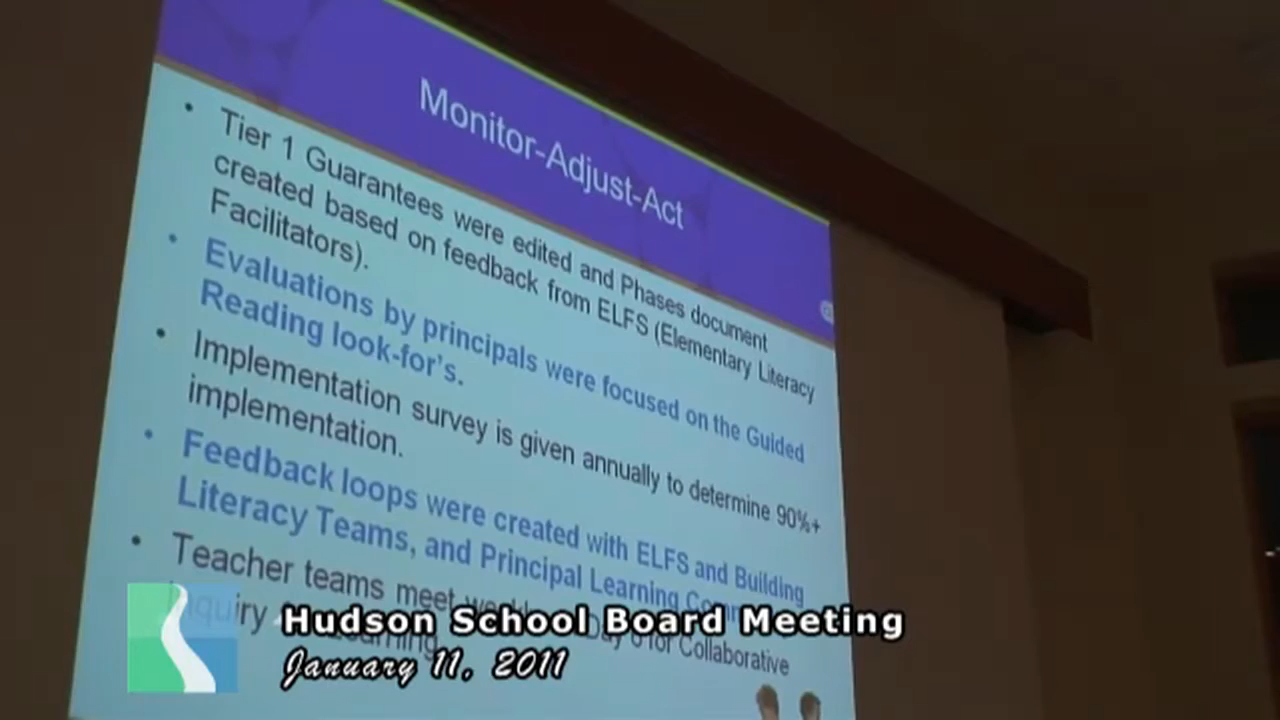 Monitor-Adjust-Act
• Tier 1 Guarantees were edited and Phases document
created based on feedback from ELFS (Elementary Literacy
Facilitators).
• Evaluations by principals were focused on the Guided
Reading look-for's.
• Implementation survey is given annually to determine 90%+
implementation.
• Feedback loops were created with ELFS and Building
Literacy Teams, and Principal Learning
• Teacher teams meet
for Collaborative
Hudson School Board Meeting
January 11, 2011